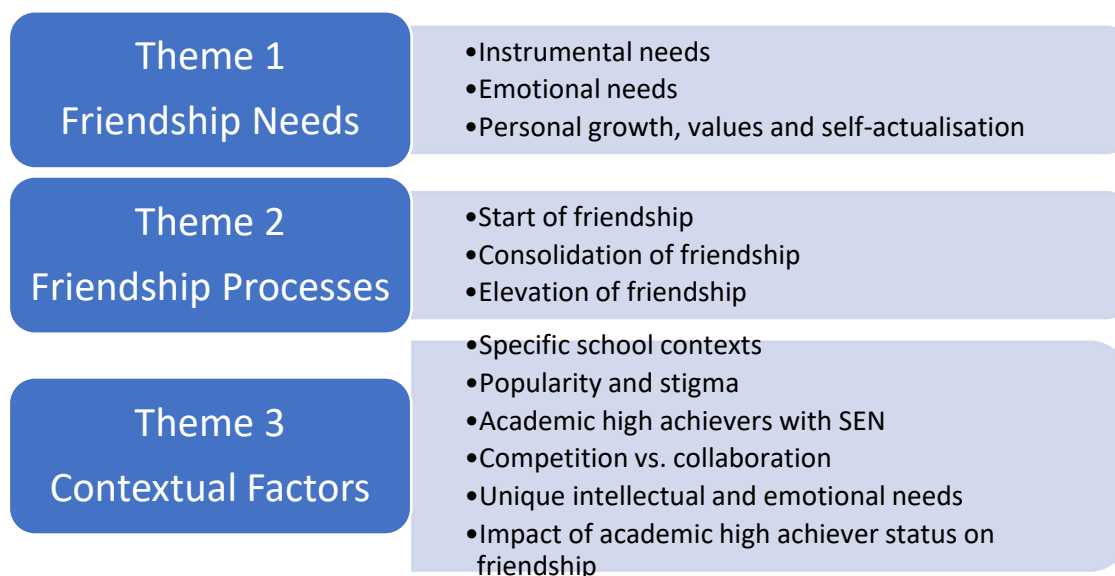 Theme 1
Friendship Needs
•Instrumental needs
•Emotional needs
•Personal growth, values and self-actualisation
Theme 2
Friendship Processes
•Start of friendship
•Consolidation of friendship
•Elevation of friendship
Theme 3
Contextual Factors
•Specific school contexts
•Popularity and stigma
•Academic high achievers with SEN
•Competition vs. collaboration
•Unique intellectual and emotional needs
•Impact of academic high achiever status on
friendship